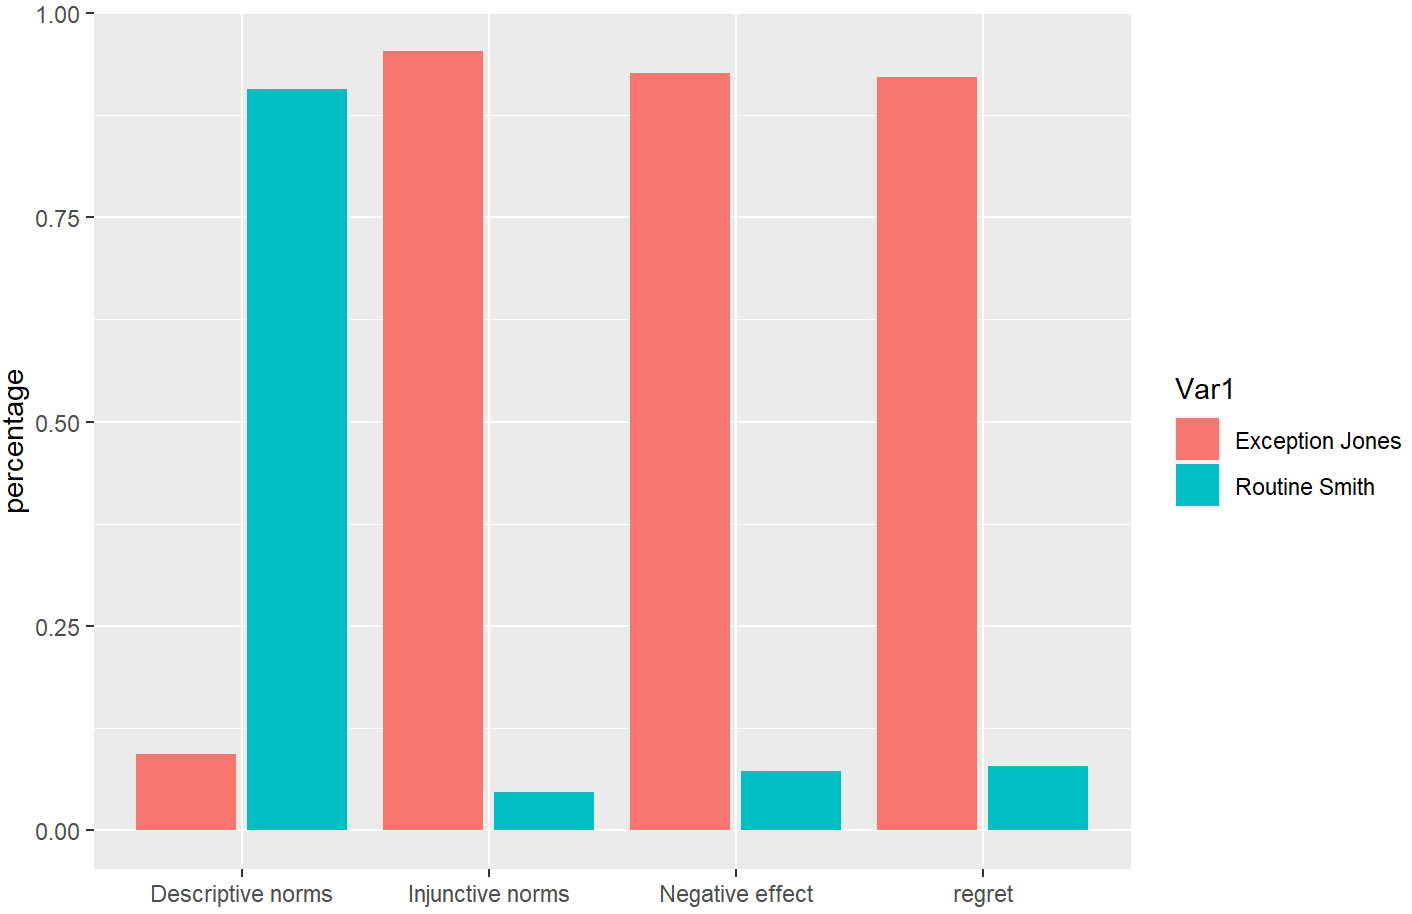 1.00
0.75
0.50
0.25
0.00
percentage
Descriptive norms
Injunctive norms
Negative effect
regret
Var1
Exception Jones
Routine Smith